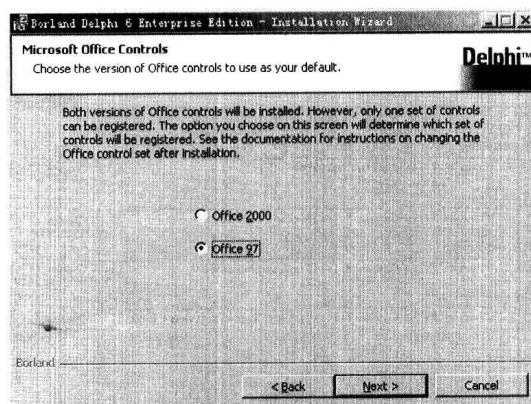 Borland Delphi 6 Enterprise Edition - Installation Wizard
Microsoft Office Controls
Choose the version of Office controls to use as your default.
Delphi™
Both versions of Office controls will be installed. However, only one set of controls
can be registered. The option you choose on this screen will determine which set of
controls will be registered. See the documentation for instructions on changing the
Office control set after installation.
Office 2000
Office 97
Borland
< Back
Next >
Cancel